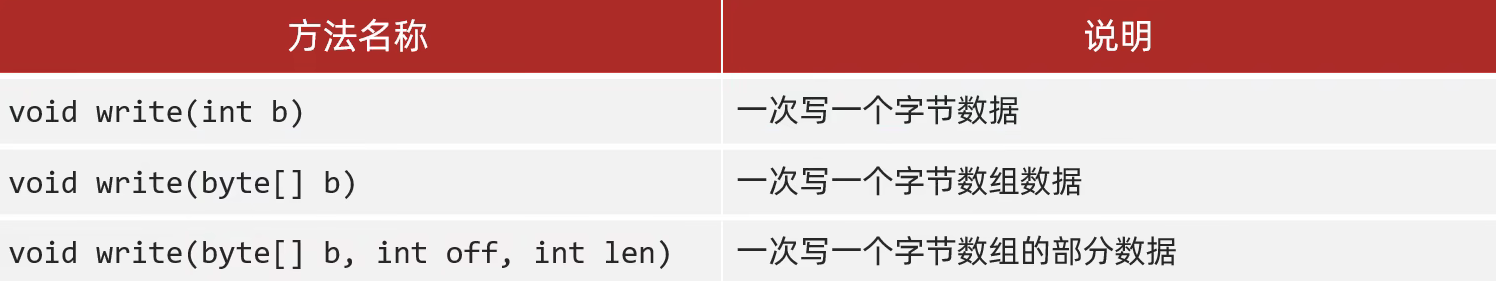 方法名称 说明
void write(int b) 一次写一个字节数据
void write(byte[] b) 一次写一个字节数组数据
void write(byte[] b, int off, int len) 一次写一个字节数组的部分数据